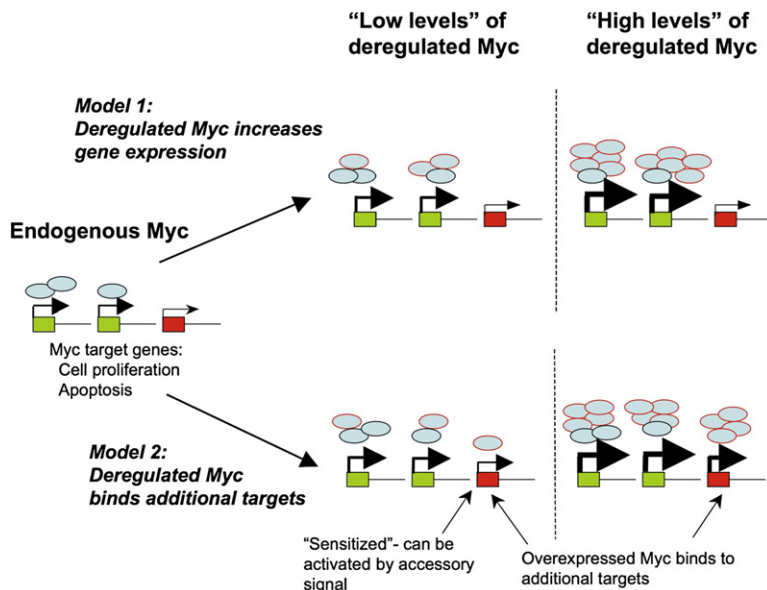 “Low levels” of
deregulated Myc
“High levels” of
deregulated Myc
Model 1:
Deregulated Myc increases
gene expression
Endogenous Myc
Myc target genes:
Cell proliferation
Apoptosis
Model 2:
Deregulated Myc
binds additional targets
“Sensitized”- can be
activated by accessory
signal
Overexpressed Myc binds to
additional targets